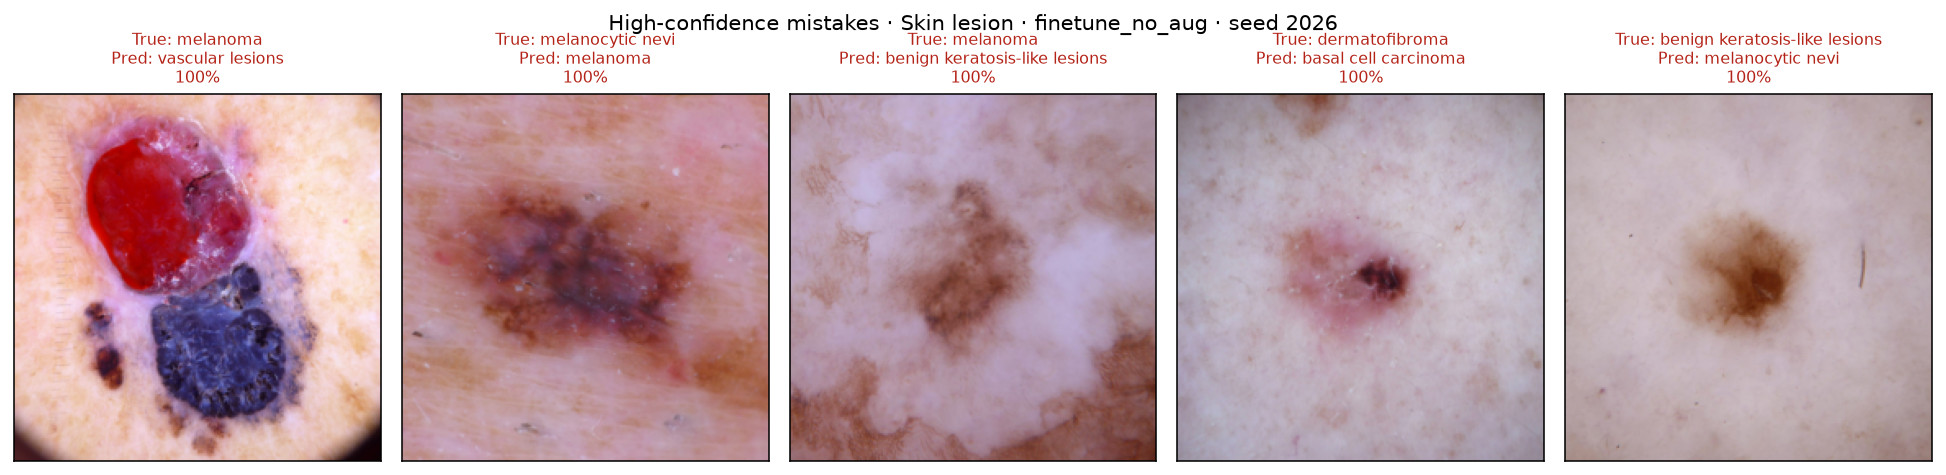 High-confidence mistakes · Skin lesion · finetune_no_aug · seed 2026
True: melanoma
Pred: vascular lesions
100%
True: melanocytic nevi
Pred: melanoma
100%
True: melanoma
Pred: benign keratosis-like lesions
100%
True: dermatofibroma
Pred: basal cell carcinoma
100%
True: benign keratosis-like lesions
Pred: melanocytic nevi
100%